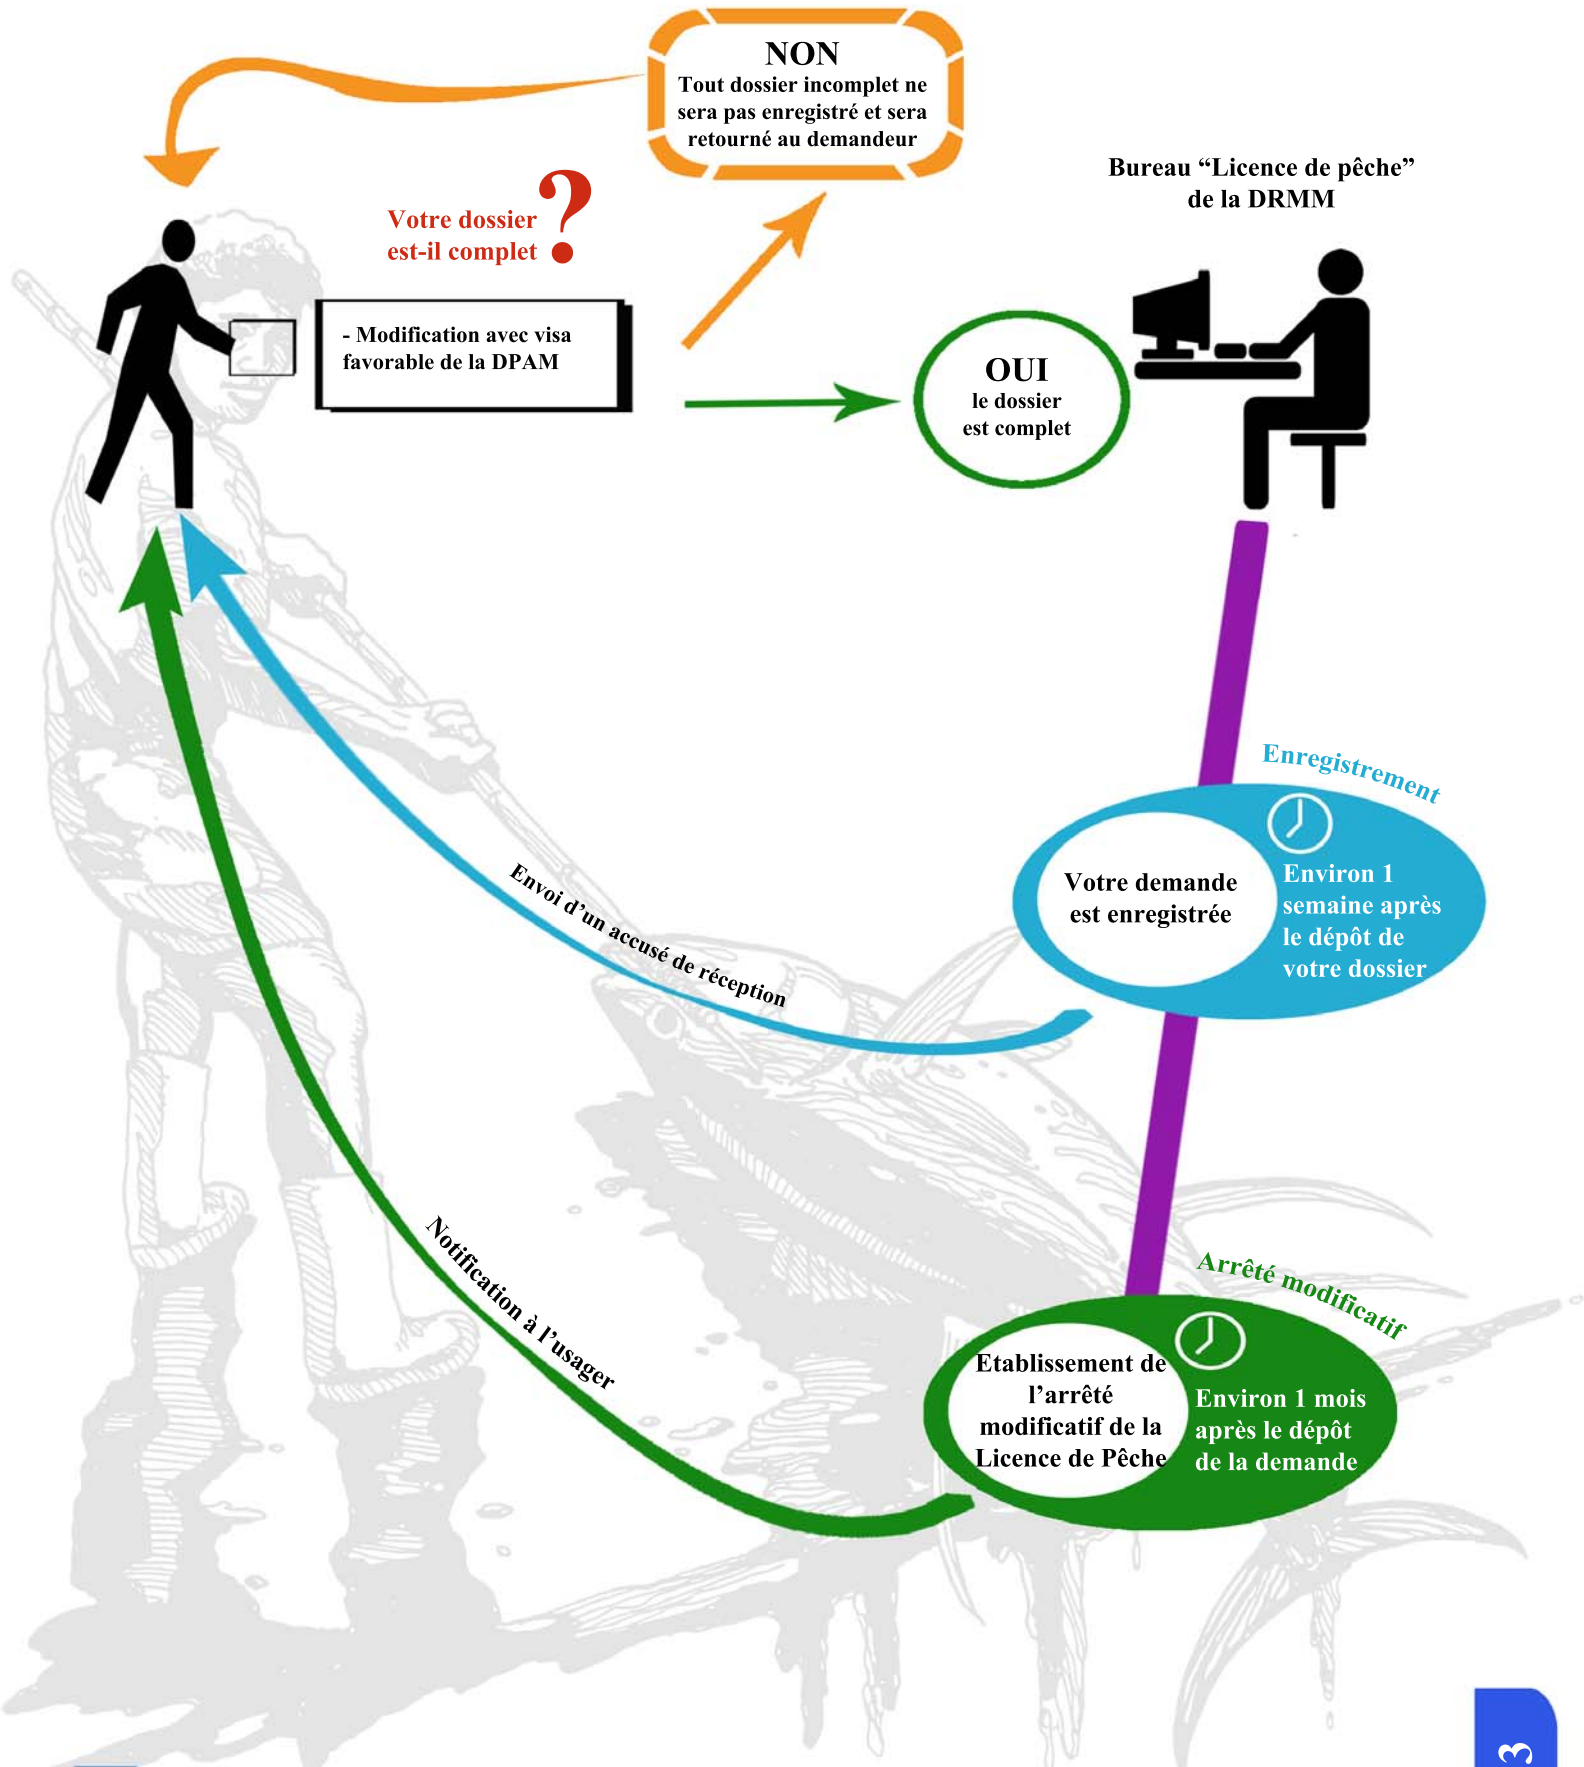 NON
Tout dossier incomplet ne
sera pas enregistré et sera
retourné au demandeur
Bureau “Licence de pêche”
de la DRMM
Votre dossier
est-il complet ?
- Modification avec visa
favorable de la DPAM
OUI
le dossier
est complet
Enregistrement
Votre demande
est enregistrée
Environ 1
semaine après
le dépôt de
votre dossier
Envoi d’un accusé de réception
Arrêté modificatif
Etablissement de
l’arrêté
modificatif de la
Licence de Pêche
Environ 1 mois
après le dépôt
de la demande
Notification à l’usager
3